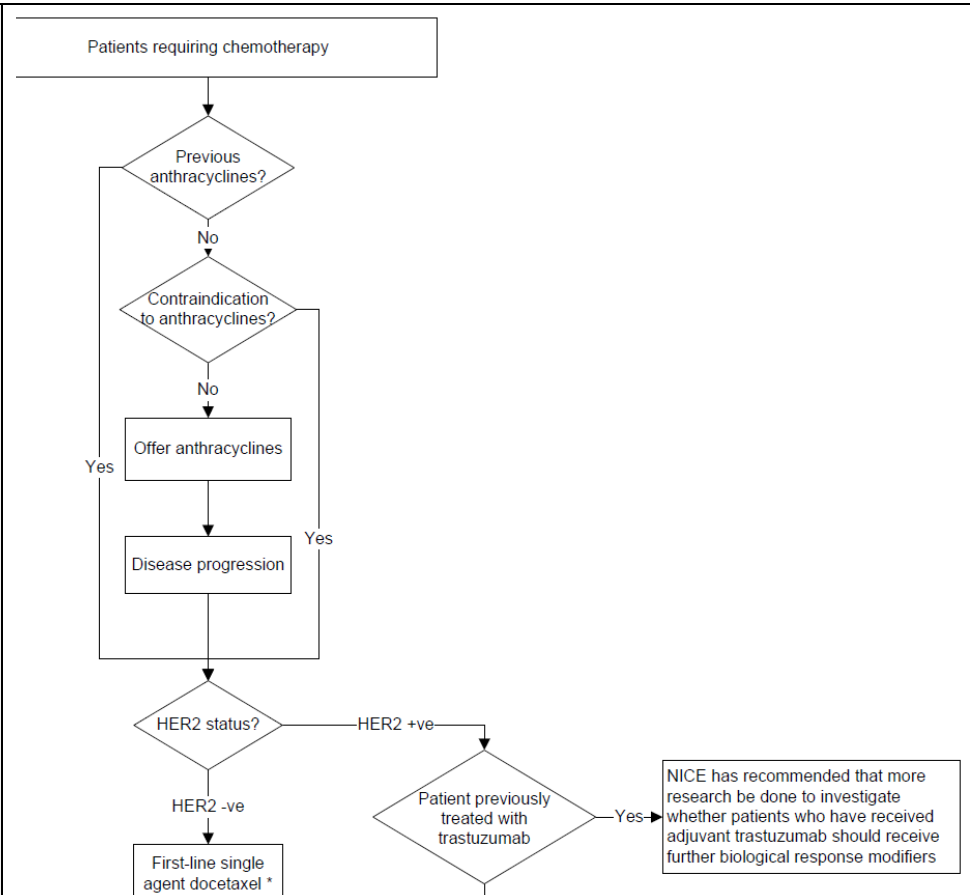 Patients requiring chemotherapy
Previous
anthracyclines?
No
Contraindication
to anthracyclines?
No
Offer anthracyclines
Yes
Yes
Disease progression
HER2 status?
HER2 +ve
HER2 -ve
Patient previously
treated with
trastuzumab
Yes
NICE has recommended that more
research be done to investigate
whether patients who have received
adjuvant trastuzumab should receive
further biological response modifiers
First-line single
agent docetaxel *